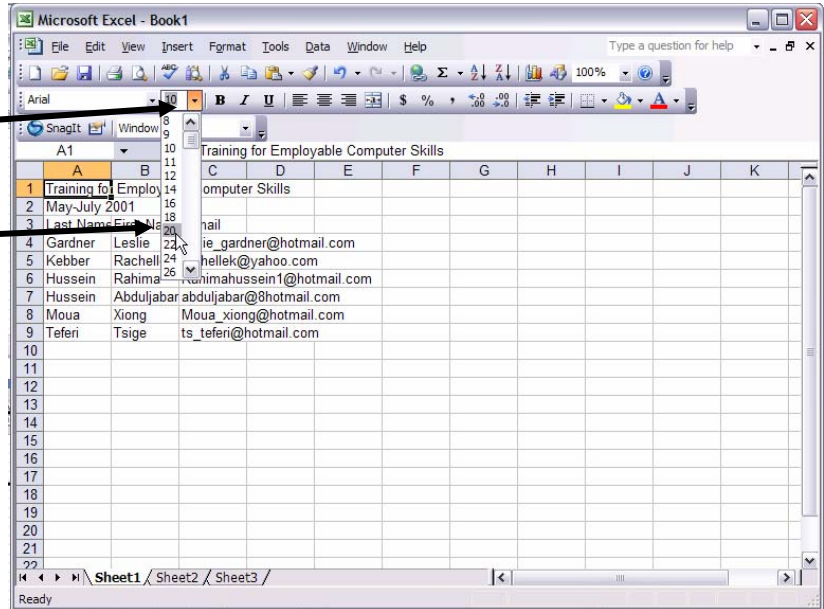 Microsoft Excel - Book1
File Edit View Insert Format Tools Data Window Help Type a question for help
100%
Arial 10 B I U $ % ,
SnagIt Window
A1 Training for Employable Computer Skills
A B C D E F G H I J K
1 Training fo Employ omputer Skills
2 May-July 2001
3 Last Name First Na mail
4 Gardner Leslie ie_gardner@hotmail.com
5 Kebber Rachell hellek@yahoo.com
6 Hussein Rahima Rahimahussein1@hotmail.com
7 Hussein Abduljabar abduljabar@8hotmail.com
8 Moua Xiong Moua_xiong@hotmail.com
9 Teferi Tsige ts_teferi@hotmail.com
10
11
12
13
14
15
16
17
18
19
20
21
22
8
9
10
11
12
14
16
18
20
22
24
26
Sheet1 Sheet2 Sheet3
Ready